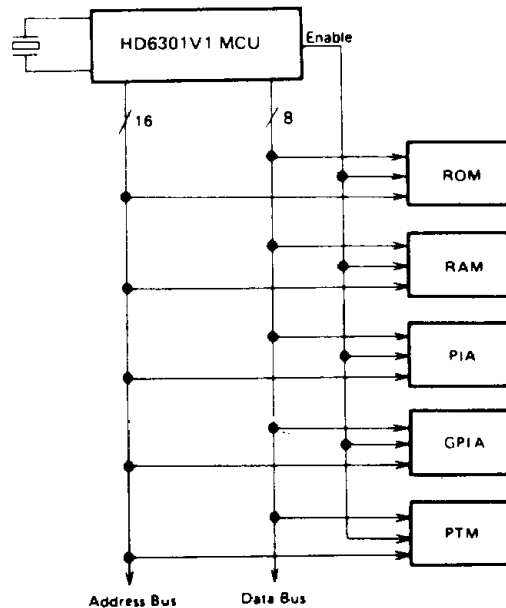 HD6301V1 MCU
Enable
16
8
ROM
RAM
PIA
GPIA
PTM
Address Bus
Data Bus